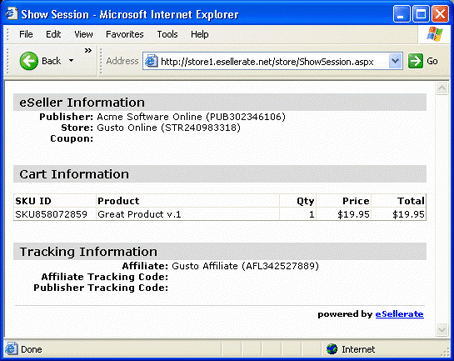 Show Session - Microsoft Internet Explorer
File Edit View Favorites Tools Help
Back » Address http://store1.esellerate.net/store/ShowSession.aspx Go
eSeller Information
Publisher: Acme Software Online (PUB302346106)
Store: Gusto Online (STR240983318)
Coupon:
Cart Information
SKU ID Product Qty Price Total
SKU858072859 Great Product v.1 1 $19.95 $19.95
Tracking Information
Affiliate: Gusto Affiliate (AFL342527889)
Affiliate Tracking Code:
Publisher Tracking Code:
powered by eSellerate
Done Internet